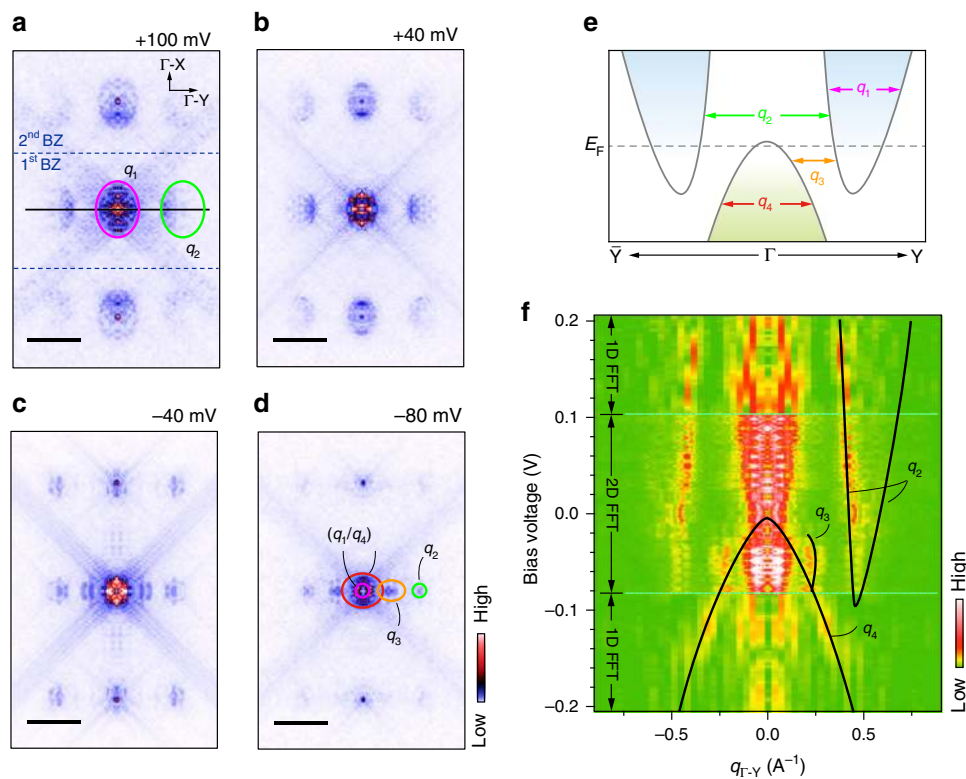 a
+100 mV
Γ-X
Γ-Y
2nd BZ
1st BZ
q1
q2
b
+40 mV
c
−40 mV
d
−80 mV
(q1/q4)
q2
q3
High
Low
e
q1
q2
EF
q3
q4
Ȳ
Γ
Y
f
0.2
0.1
0.0
−0.1
−0.2
Bias voltage (V)
1D FFT
2D FFT
1D FFT
q2
q3
q4
−0.5
0.0
0.5
qΓ-Y (A−1)
High
Low